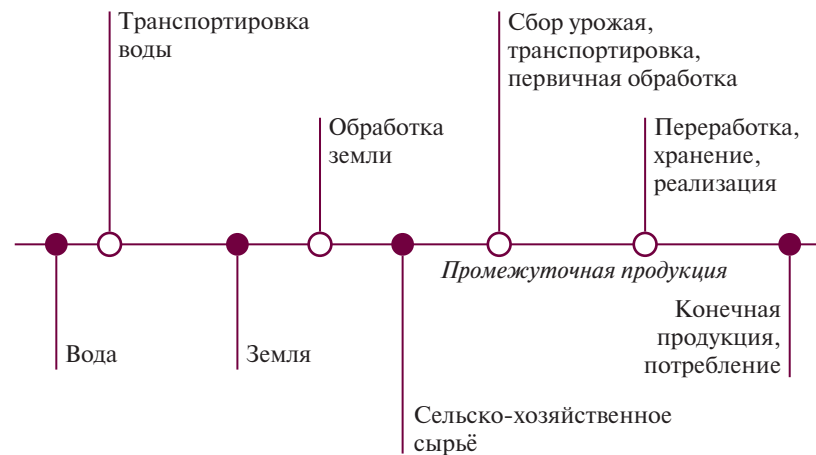 Транспортировка
воды
Сбор урожая,
транспортировка,
первичная обработка
Обработка
земли
Переработка,
хранение,
реализация
Промежуточная продукция
Вода
Земля
Конечная
продукция,
потребление
Сельско-хозяйственное
сырьё